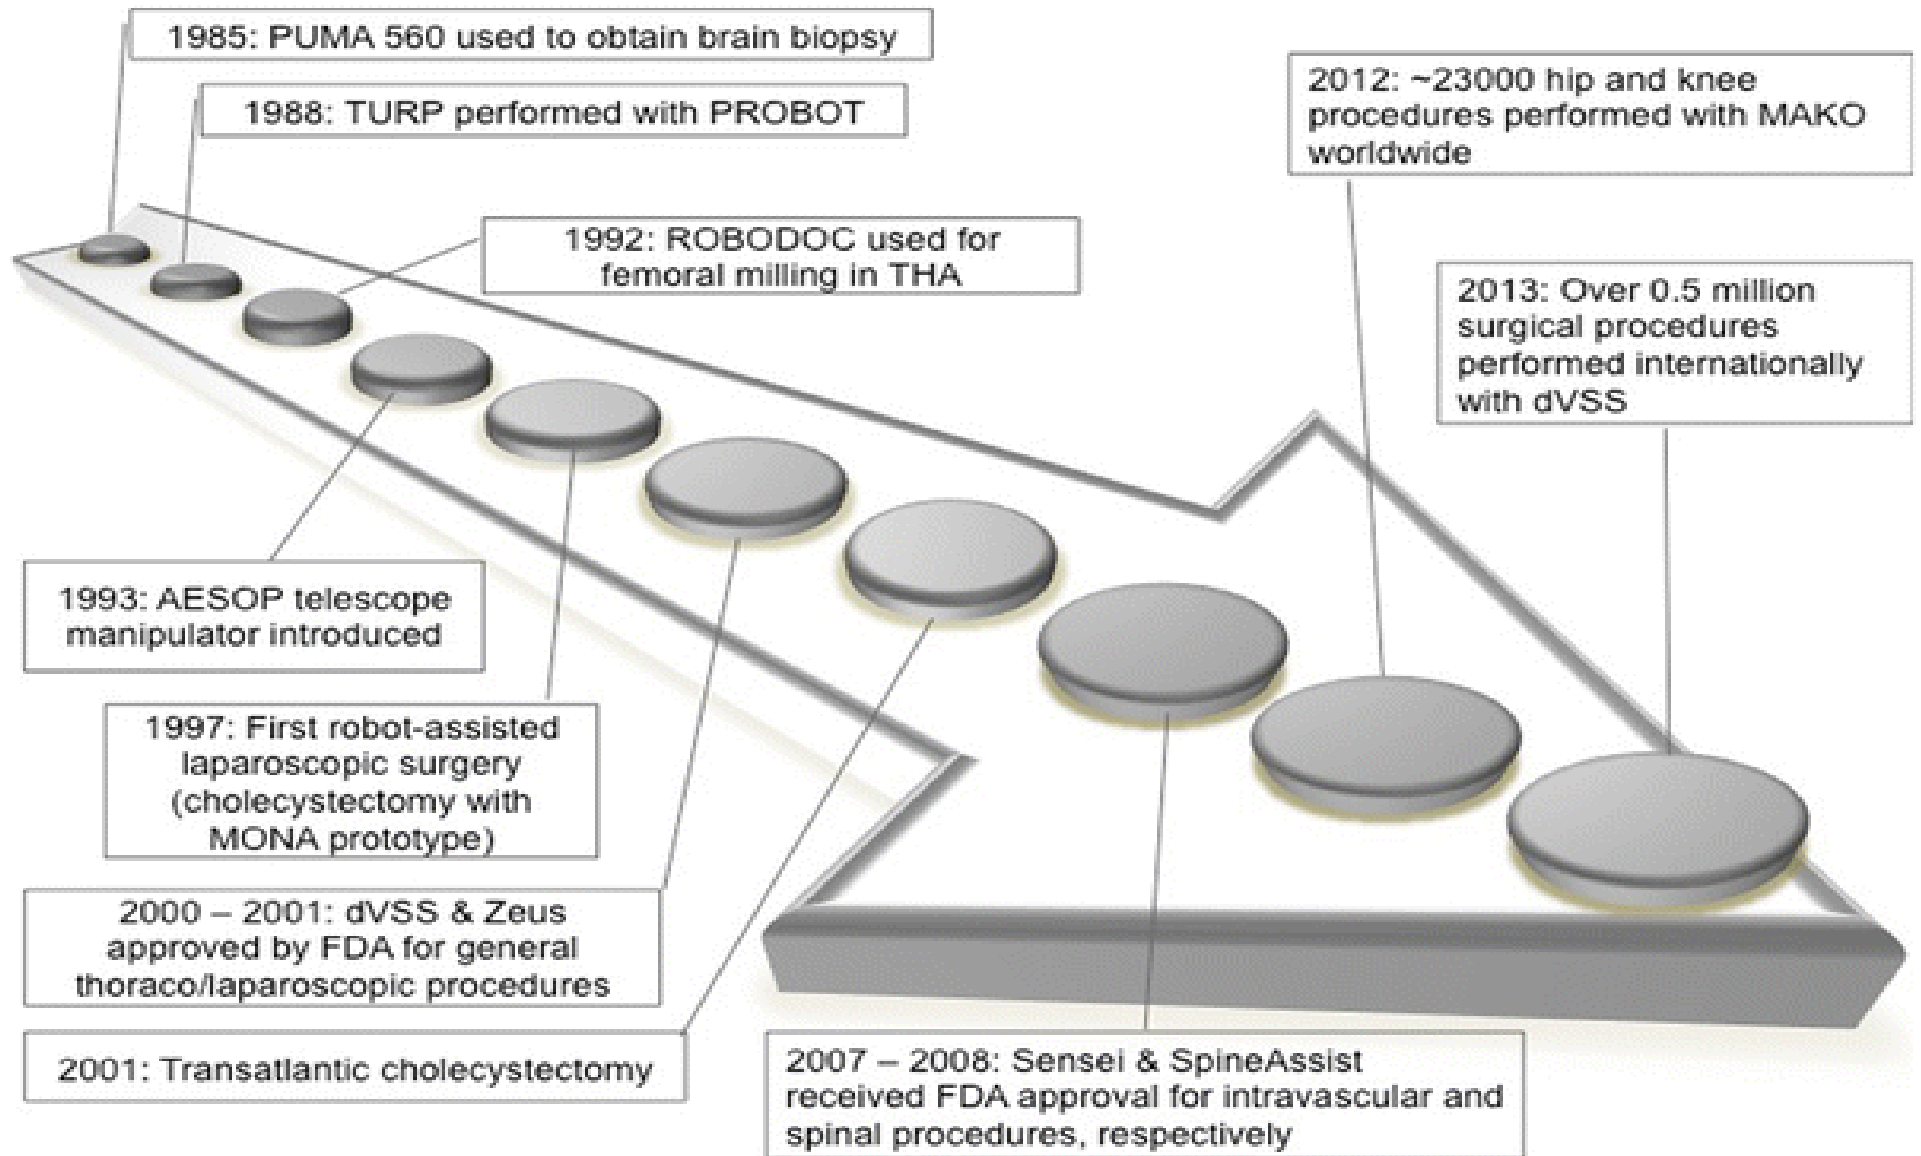 1985: PUMA 560 used to obtain brain biopsy
1988: TURP performed with PROBOT
1992: ROBODOC used for
femoral milling in THA
1993: AESOP telescope
manipulator introduced
1997: First robot-assisted
laparoscopic surgery
(cholecystectomy with
MONA prototype)
2000 – 2001: dVSS & Zeus
approved by FDA for general
thoraco/laparoscopic procedures
2001: Transatlantic cholecystectomy
2007 – 2008: Sensei & SpineAssist
received FDA approval for intravascular and
spinal procedures, respectively
2012: ~23000 hip and knee
procedures performed with MAKO
worldwide
2013: Over 0.5 million
surgical procedures
performed internationally
with dVSS